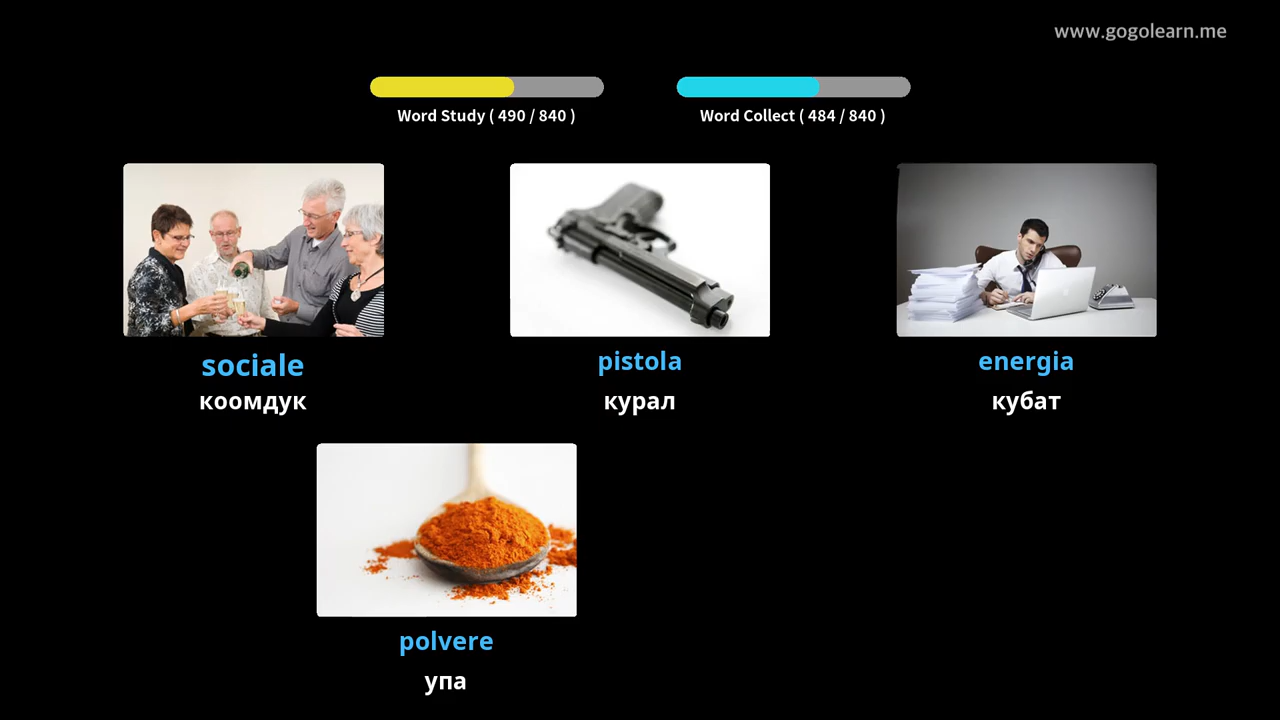 www.gogolearn.me
Word Study ( 490 / 840 )
Word Collect ( 484 / 840 )
sociale
коомдук
pistola
курал
energia
кубат
polvere
упа